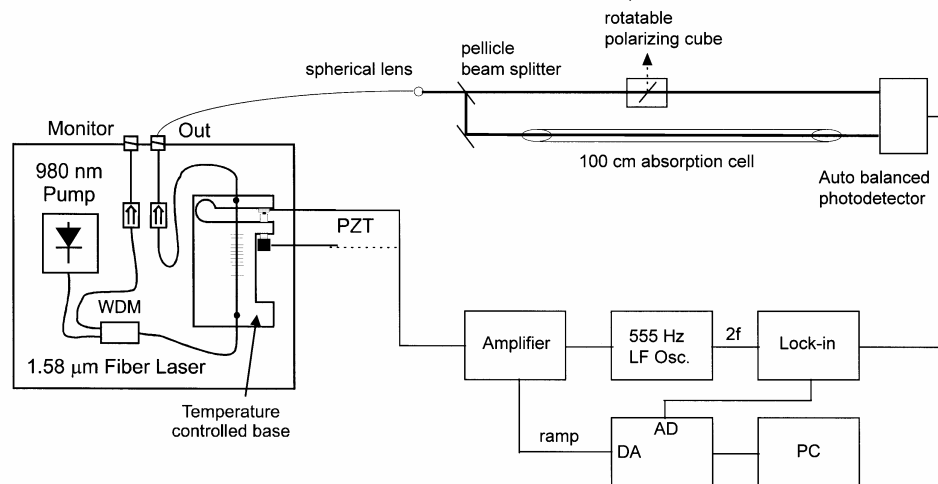 rotatable
polarizing cube
pellicle
beam splitter
spherical lens
Monitor
Out
100 cm absorption cell
980 nm
Pump
Auto balanced
photodetector
PZT
WDM
Amplifier
555 Hz
LF Osc.
2f
Lock-in
1.58 μm Fiber Laser
Temperature
controlled base
ramp
AD
DA
PC